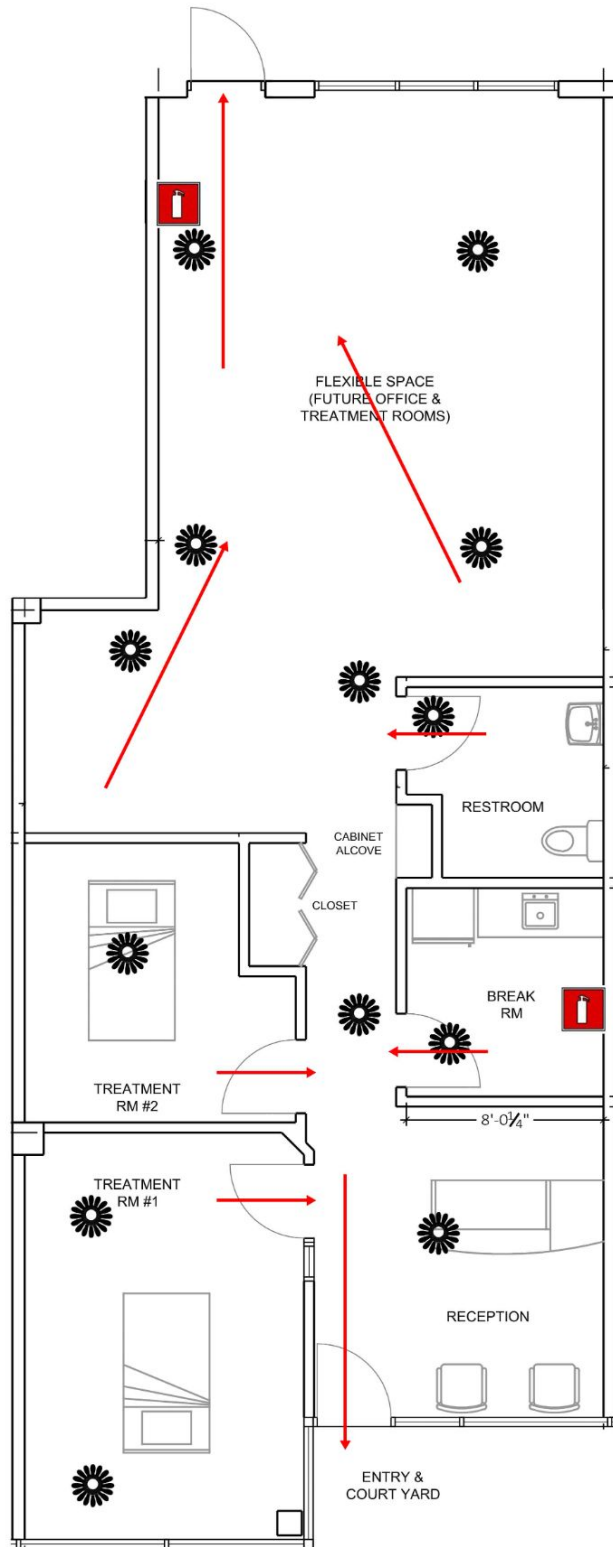 FLEXIBLE SPACE
(FUTURE OFFICE &
TREATMENT ROOMS)
RESTROOM
CABINET
ALCOVE
CLOSET
BREAK
RM
TREATMENT
RM #2
8'-0¼"
TREATMENT
RM #1
RECEPTION
ENTRY &
COURT YARD